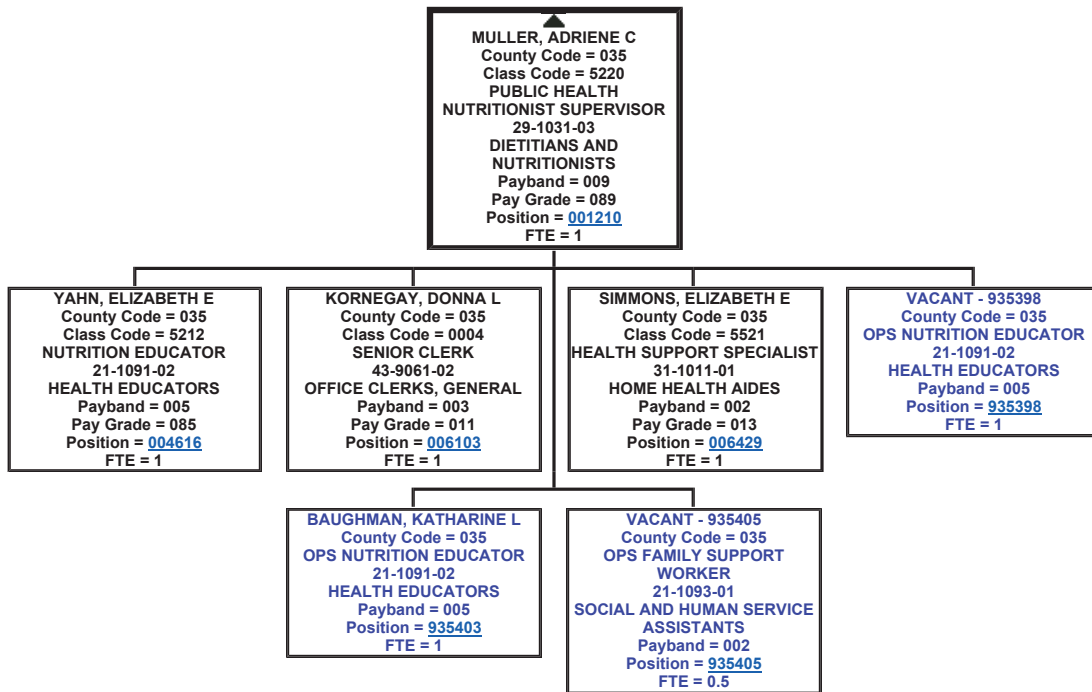 MULLER, ADRIENE C
County Code = 035
Class Code = 5220
PUBLIC HEALTH
NUTRITIONIST SUPERVISOR
29-1031-03
DIETITIANS AND
NUTRITIONISTS
Payband = 009
Pay Grade = 089
Position = 001210
FTE = 1
YAHN, ELIZABETH E
County Code = 035
Class Code = 5212
NUTRITION EDUCATOR
21-1091-02
HEALTH EDUCATORS
Payband = 005
Pay Grade = 085
Position = 004616
FTE = 1
KORNEGAY, DONNA L
County Code = 035
Class Code = 0004
SENIOR CLERK
43-9061-02
OFFICE CLERKS, GENERAL
Payband = 003
Pay Grade = 011
Position = 006103
FTE = 1
SIMMONS, ELIZABETH E
County Code = 035
Class Code = 5521
HEALTH SUPPORT SPECIALIST
31-1011-01
HOME HEALTH AIDES
Payband = 002
Pay Grade = 013
Position = 006429
FTE = 1
VACANT - 935398
County Code = 035
OPS NUTRITION EDUCATOR
21-1091-02
HEALTH EDUCATORS
Payband = 005
Position = 935398
FTE = 1
BAUGHMAN, KATHARINE L
County Code = 035
OPS NUTRITION EDUCATOR
21-1091-02
HEALTH EDUCATORS
Payband = 005
Position = 935403
FTE = 1
VACANT - 935405
County Code = 035
OPS FAMILY SUPPORT
WORKER
21-1093-01
SOCIAL AND HUMAN SERVICE
ASSISTANTS
Payband = 002
Position = 935405
FTE = 0.5